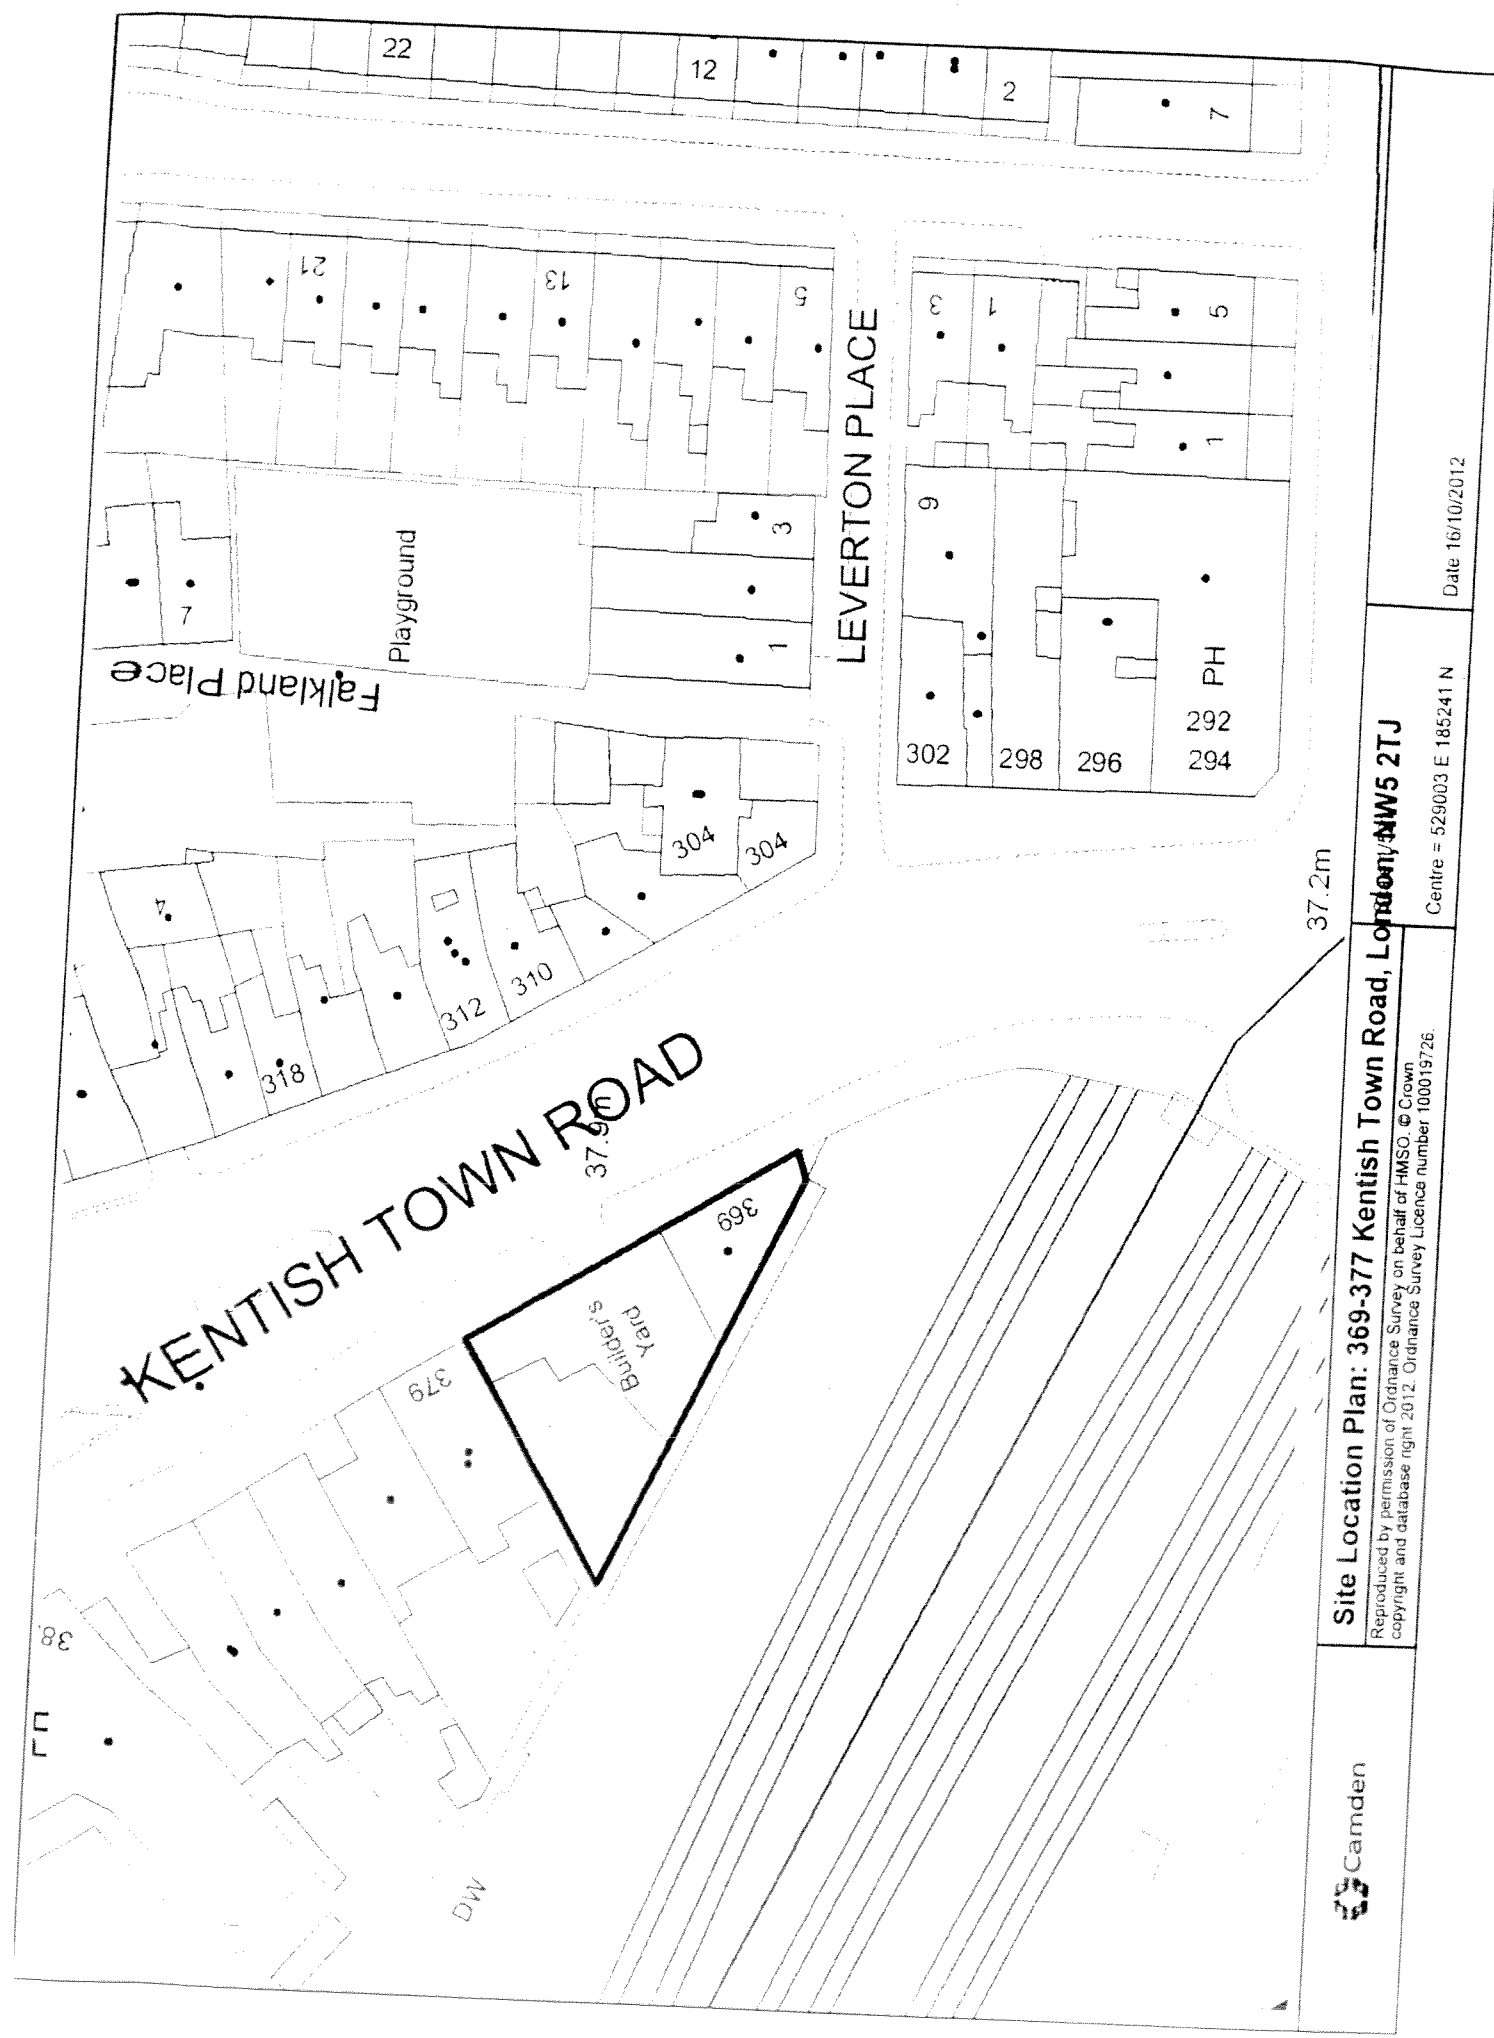 22
12
2
7
21
13
5
3
1
5
1
LEVERTON PLACE
Playground
7
3
1
9
Falkland Place
PH
302
298
296
292
294
304
304
4
310
312
318
37.2m
KENTISH TOWN ROAD
369
Builder's
Yard
379
38
DW
Site Location Plan: 369-377 Kentish Town Road, London, NW5 2TJ
Reproduced by permission of Ordnance Survey on behalf of HMSO. © Crown
copyright and database right 2012. Ordnance Survey Licence number 100019726.
Centre = 529003 E 185241 N
Date 16/10/2012
Camden